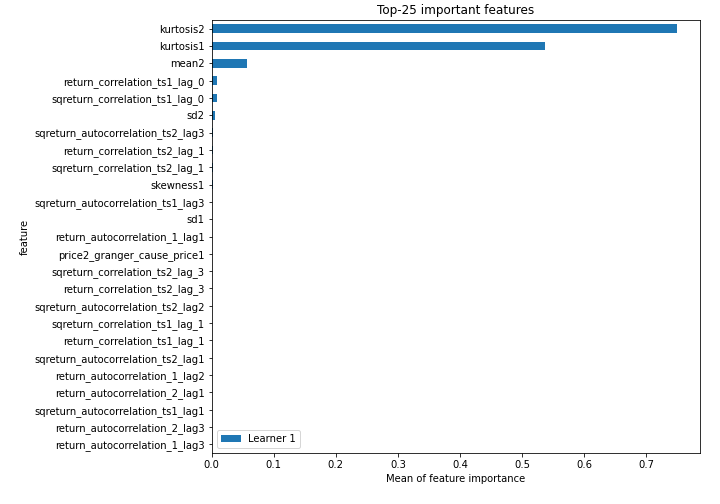 Top-25 important features
kurtosis2
kurtosis1
mean2
return_correlation_ts1_lag_0
sqreturn_correlation_ts1_lag_0
sd2
sqreturn_autocorrelation_ts2_lag3
return_correlation_ts2_lag_1
sqreturn_correlation_ts2_lag_1
skewness1
sqreturn_autocorrelation_ts1_lag3
sd1
return_autocorrelation_1_lag1
price2_granger_cause_price1
sqreturn_correlation_ts2_lag_3
return_correlation_ts2_lag_3
sqreturn_autocorrelation_ts2_lag2
sqreturn_correlation_ts1_lag_1
return_correlation_ts1_lag_1
sqreturn_autocorrelation_ts2_lag1
return_autocorrelation_1_lag2
return_autocorrelation_2_lag1
sqreturn_autocorrelation_ts1_lag1
return_autocorrelation_2_lag3
return_autocorrelation_1_lag3
feature
Learner 1
0.0 0.1 0.2 0.3 0.4 0.5 0.6 0.7
Mean of feature importance